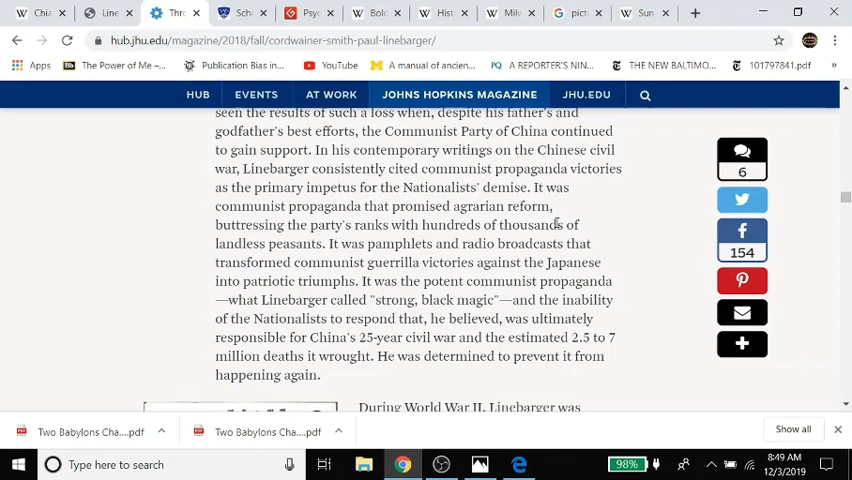 Chia
Line
Thro
Sch
Psyc
Bolc
Hist
Milv
pict
Sun
hub.jhu.edu/magazine/2018/fall/cordwainer-smith-paul-linebarger/
Apps
The Power of Me –...
Publication Bias in...
YouTube
A manual of ancien...
PQ A REPORTER'S NIN...
THE NEW BALTIMO...
101797841.pdf
HUB EVENTS AT WORK JOHNS HOPKINS MAGAZINE JHU.EDU
seen the results of such a loss when, despite his father's and
godfather's best efforts, the Communist Party of China continued
to gain support. In his contemporary writings on the Chinese civil
war, Linebarger consistently cited communist propaganda victories
as the primary impetus for the Nationalists' demise. It was
communist propaganda that promised agrarian reform,
buttressing the party's ranks with hundreds of thousands of
landless peasants. It was pamphlets and radio broadcasts that
transformed communist guerrilla victories against the Japanese
into patriotic triumphs. It was the potent communist propaganda
—what Linebarger called "strong, black magic"—and the inability
of the Nationalists to respond that, he believed, was ultimately
responsible for China's 25-year civil war and the estimated 2.5 to 7
million deaths it wrought. He was determined to prevent it from
happening again.
6
154
During World War II, Linebarger was
Two Babylons Cha....pdf
Two Babylons Cha....pdf
Show all
Type here to search
98%
8:49 AM
12/3/2019